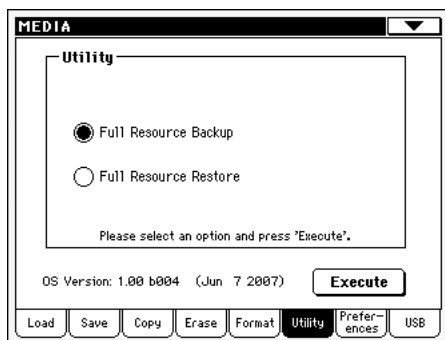 MEDIA
Utility
Full Resource Backup
Full Resource Restore
Please select an option and press 'Execute'.
OS Version: 1.00 b004 (Jun 7 2007)
Execute
Load
Save
Copy
Erase
Format
Utility
Prefer-
ences
USB